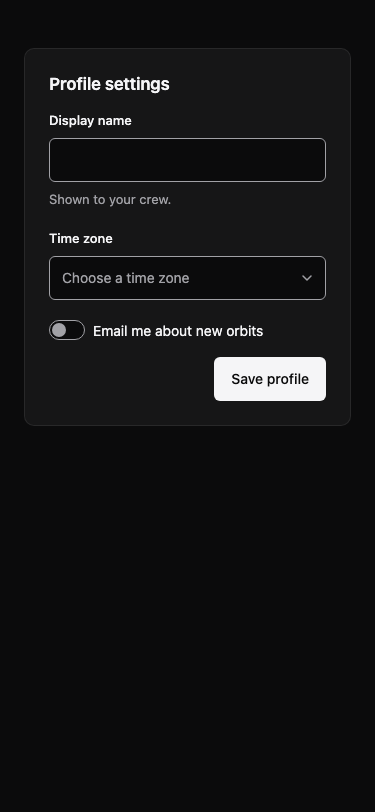 Profile settings
Display name
Shown to your crew.
Time zone
Choose a time zone
Email me about new orbits
Save profile